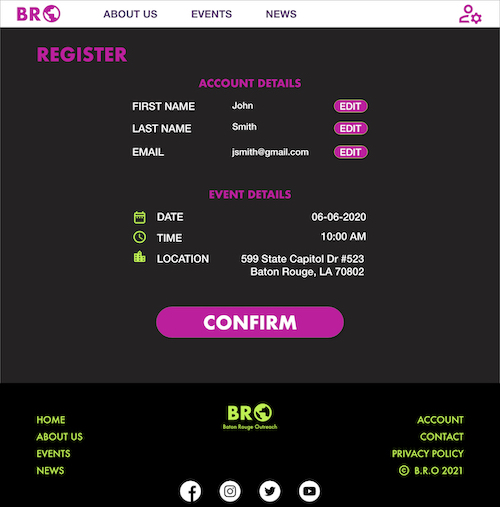 BRO
ABOUT US EVENTS NEWS
REGISTER
ACCOUNT DETAILS
FIRST NAME John EDIT
LAST NAME Smith EDIT
EMAIL jsmith@gmail.com EDIT
EVENT DETAILS
DATE 06-06-2020
TIME 10:00 AM
LOCATION 599 State Capitol Dr #523
Baton Rouge, LA 70802
CONFIRM
BRO
Baton Rouge Outreach
HOME
ABOUT US
EVENTS
NEWS
ACCOUNT
CONTACT
PRIVACY POLICY
© B.R.O 2021